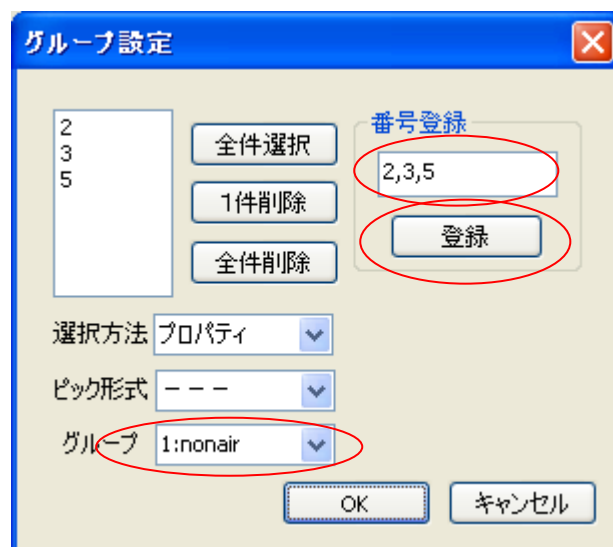 グループ設定
2
3
5
全件選択
1件削除
全件削除
番号登録
2,3,5
登録
選択方法 プロパティ
ピック形式 ---
グループ 1:nonair
OK
キャンセル